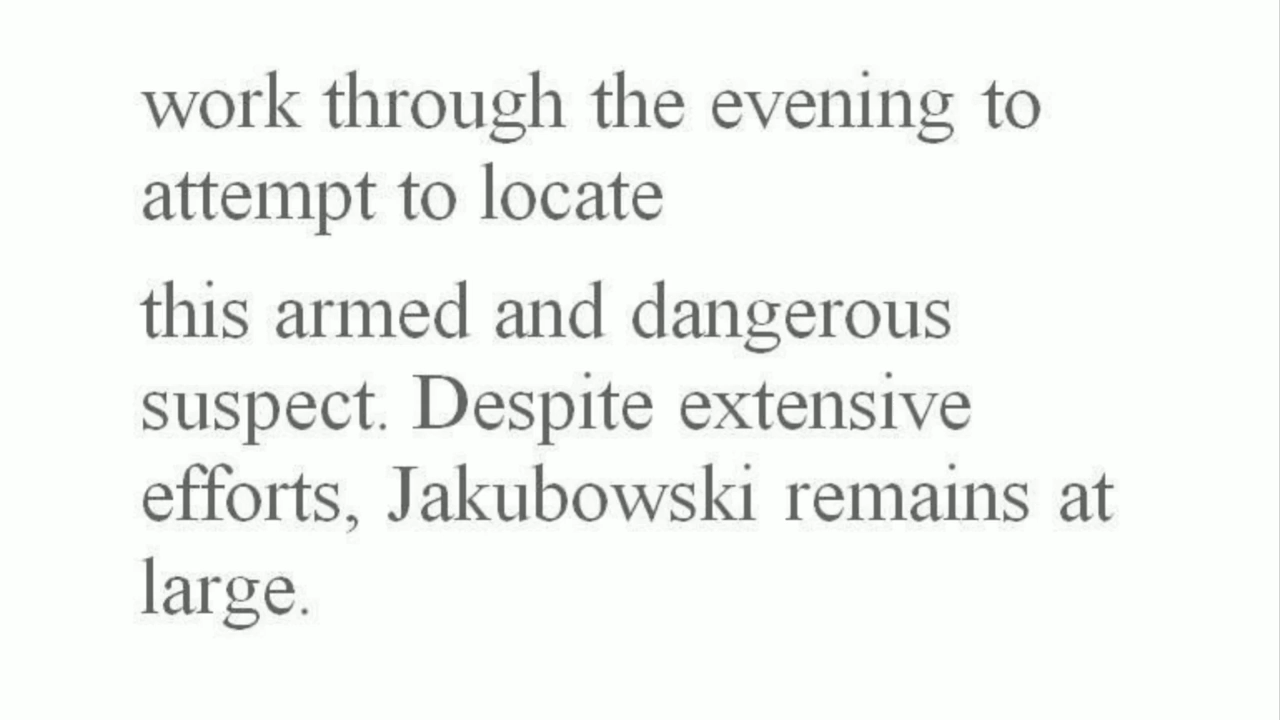 work through the evening to
attempt to locate
this armed and dangerous
suspect. Despite extensive
efforts, Jakubowski remains at
large.